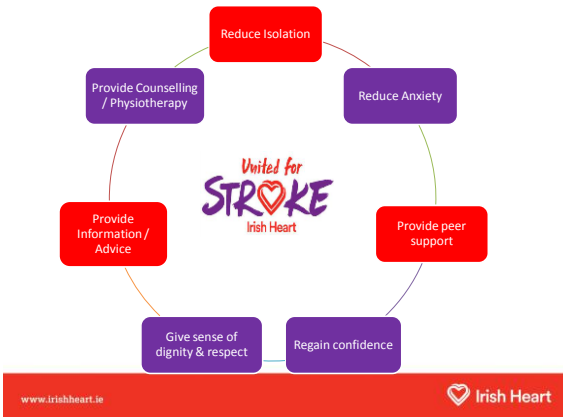 Reduce Isolation
Provide Counselling
/ Physiotherapy
Reduce Anxiety
United for
STROKE
Irish Heart
Provide
Information /
Advice
Provide peer
support
Give sense of
dignity & respect
Regain confidence
www.irishheart.ie
Irish Heart